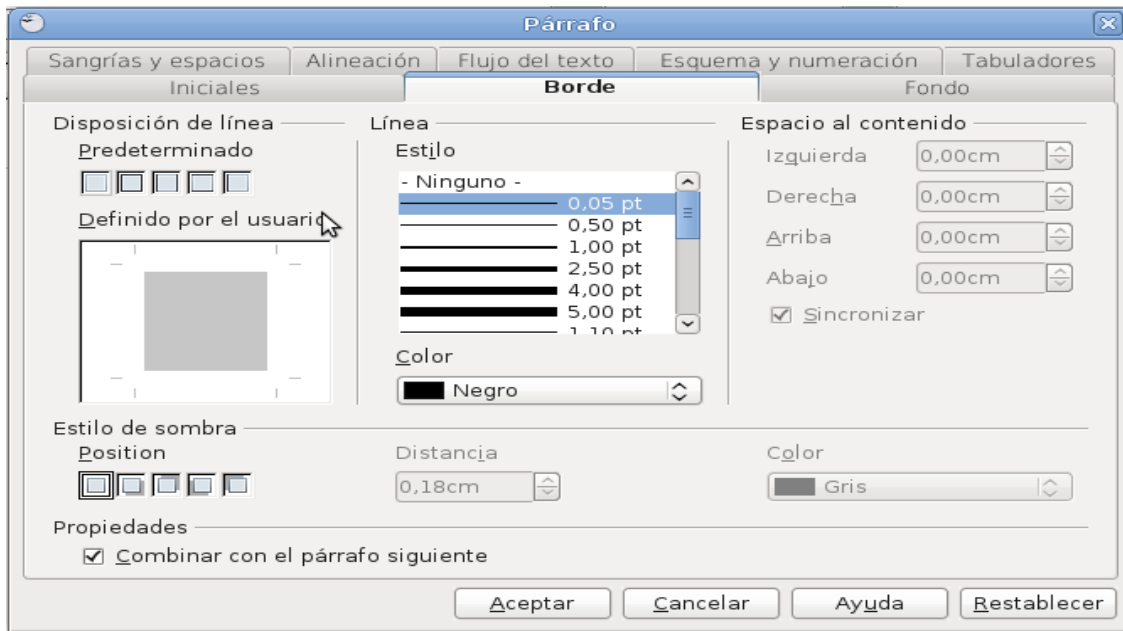 Párrafo
Sangrías y espacios Alineación Flujo del texto Esquema y numeración Tabuladores
Iniciales Borde Fondo
Disposición de línea
Predeterminado
Definido por el usuario
Línea
Estilo
- Ninguno -
0,05 pt
0,50 pt
1,00 pt
2,50 pt
4,00 pt
5,00 pt
1,10 pt
Color
Negro
Espacio al contenido
Izquierda 0,00cm
Derecha 0,00cm
Arriba 0,00cm
Abajo 0,00cm
Sincronizar
Estilo de sombra
Position
Distancia
0,18cm
Color
Gris
Propiedades
Combinar con el párrafo siguiente
Aceptar Cancelar Ayuda Restablecer